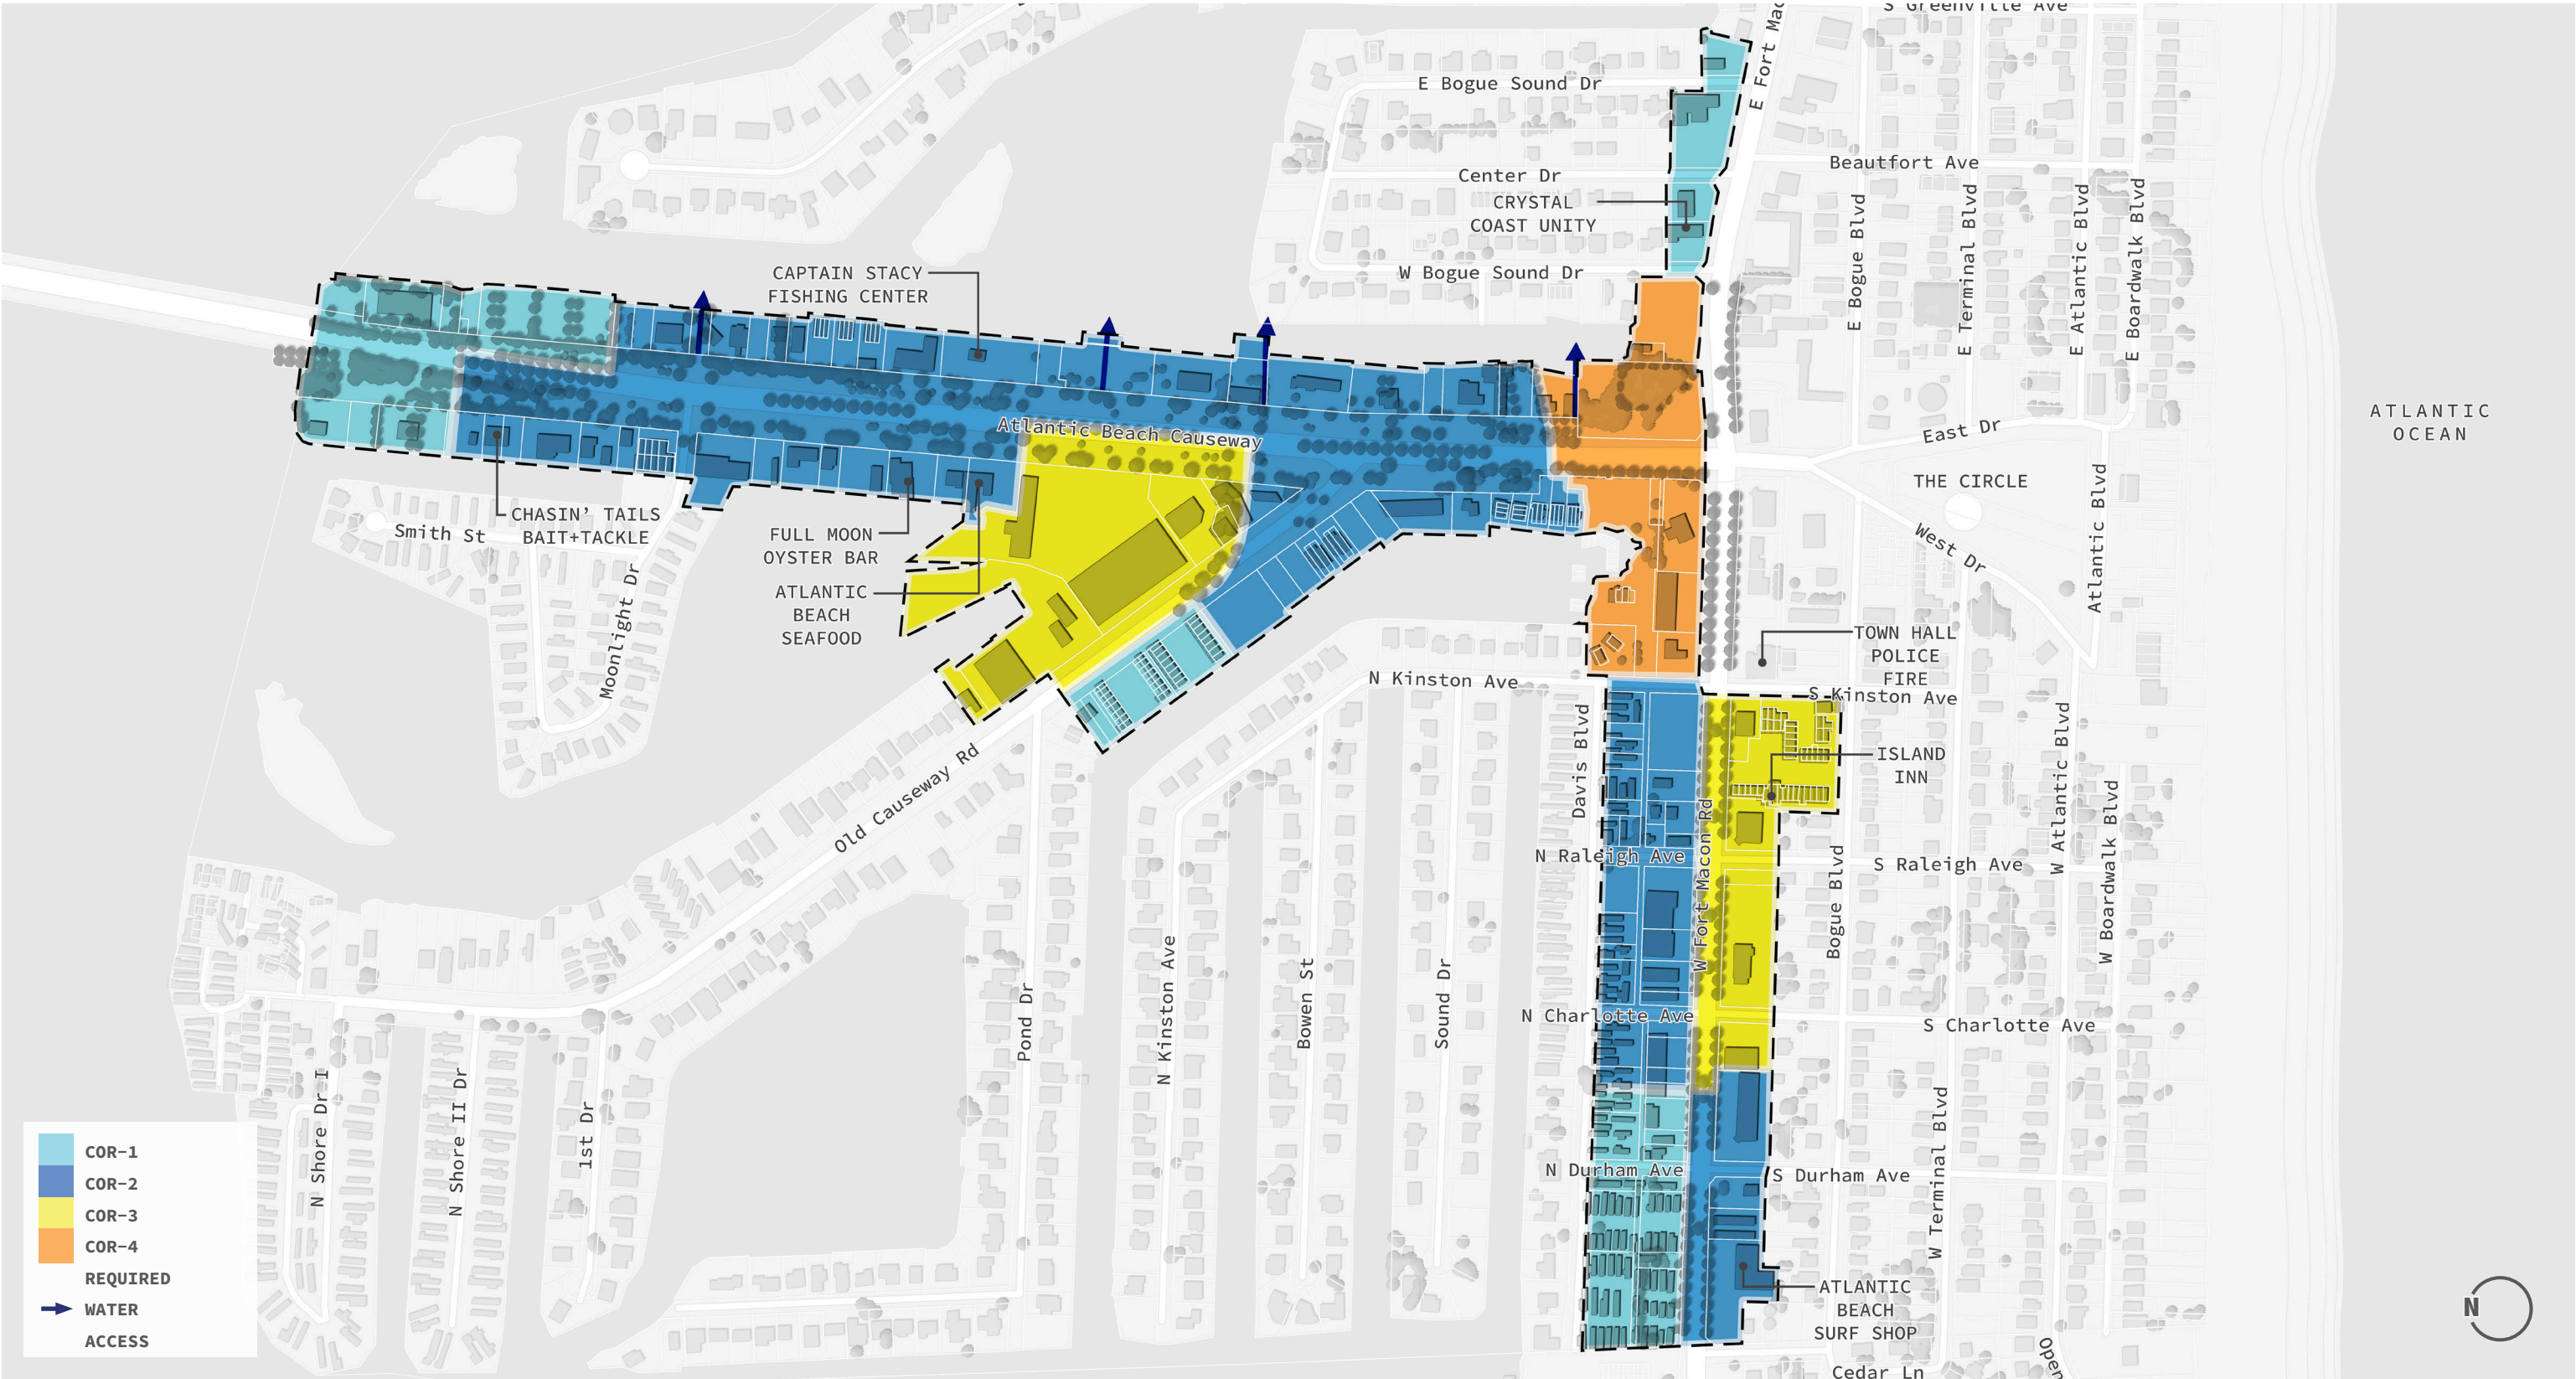 S Greenville Ave
E Fort Mac
E Bogue Sound Dr
Beautfort Ave
Center Dr
CRYSTAL
COAST UNITY
W Bogue Sound Dr
E Bogue Blvd
E Terminal Blvd
E Atlantic Blvd
E Boardwalk Blvd
CAPTAIN STACY
FISHING CENTER
ATLANTIC
OCEAN
Atlantic Beach Causeway
East Dr
THE CIRCLE
West Dr
Atlantic Blvd
CHASIN' TAILS
BAIT+TACKLE
Smith St
Moonlight Dr
FULL MOON
OYSTER BAR
ATLANTIC
BEACH
SEAFOOD
TOWN HALL
POLICE
FIRE
N Kinston Ave
S Kinston Ave
ISLAND
INN
Davis Blvd
Old Causeway Rd
W Fort Macon Rd
N Raleigh Ave
S Raleigh Ave
Bogue Blvd
W Atlantic Blvd
W Boardwalk Blvd
N Charlotte Ave
S Charlotte Ave
Pond Dr
N Kinston Ave
Bowen St
Sound Dr
N Shore Dr I
N Shore II Dr
1st Dr
N Durham Ave
S Durham Ave
W Terminal Blvd
ATLANTIC
BEACH
SURF SHOP
Cedar Ln
Oper
COR-1
COR-2
COR-3
COR-4
REQUIRED
WATER
ACCESS
N